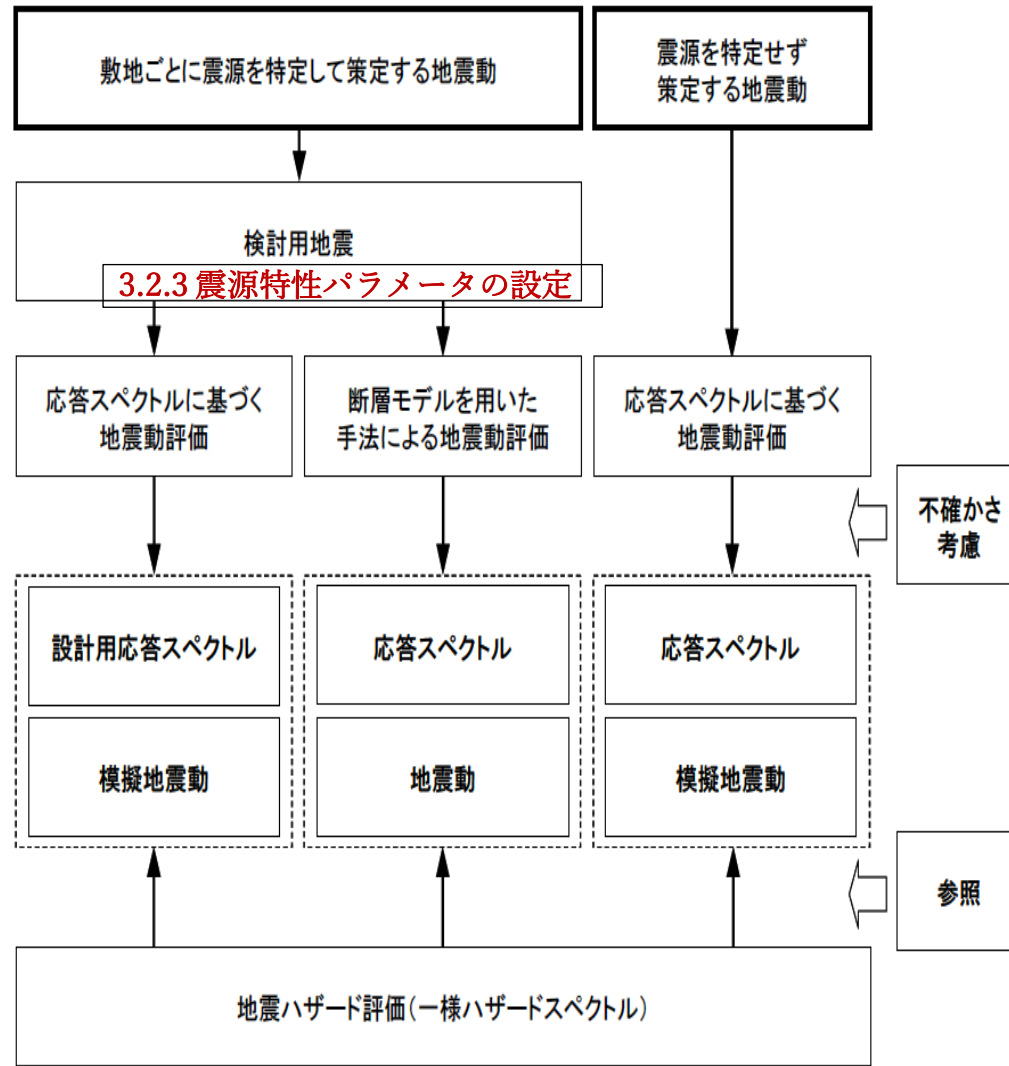 敷地ごとに震源を特定して策定する地震動
震源を特定せず
策定する地震動
検討用地震
3.2.3 震源特性パラメータの設定
応答スペクトルに基づく
地震動評価
断層モデルを用いた
手法による地震動評価
応答スペクトルに基づく
地震動評価
不確かさ
考慮
設計用応答スペクトル
応答スペクトル
応答スペクトル
模擬地震動
地震動
模擬地震動
参照
地震ハザード評価(一様ハザードスペクトル)